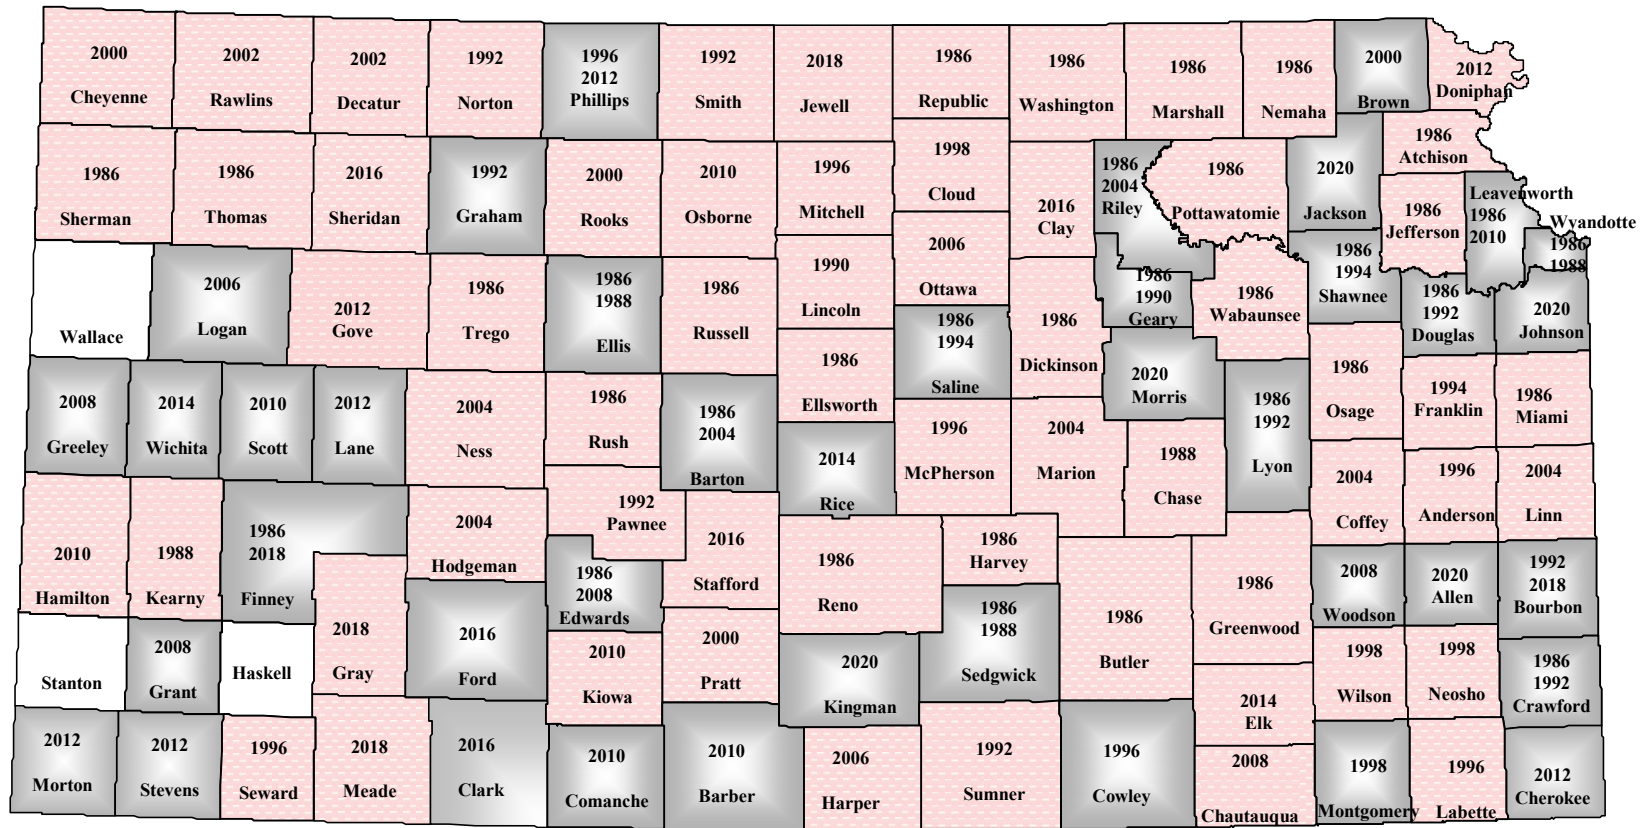 2000
Cheyenne
2002
Rawlins
2002
Decatur
1992
Norton
1996
2012
Phillips
1992
Smith
2018
Jewell
1986
Republic
1986
Washington
1986
Marshall
1986
Nemaha
2000
Brown
2012
Doniphan
1986
Sherman
1986
Thomas
2016
Sheridan
1992
Graham
2000
Rooks
2010
Osborne
1996
Mitchell
1998
Cloud
2016
Clay
1986
2004
Riley
1986
Pottawatomie
2020
Jackson
1986
Atchison
1986
Jefferson
Leavenworth
1986
2010
Wyandotte
1986
1988
Wallace
2006
Logan
2012
Gove
1986
Trego
1986
1988
Ellis
1986
Russell
1990
Lincoln
2006
Ottawa
1986
1994
Saline
1986
Dickinson
1986
1990
Geary
1986
Wabaunsee
1986
1994
Shawnee
1986
1992
Douglas
2020
Johnson
2008
Greeley
2014
Wichita
2010
Scott
2012
Lane
2004
Ness
1986
Rush
1986
2004
Barton
1986
Ellsworth
2014
Rice
1996
McPherson
2004
Marion
2020
Morris
1988
Chase
1986
1992
Lyon
1986
Osage
1994
Franklin
1986
Miami
2010
Hamilton
1988
Kearny
1986
2018
Finney
2004
Hodgeman
1992
Pawnee
1986
2008
Edwards
2016
Stafford
1986
Reno
1986
Harvey
1986
1988
Sedgwick
1986
Butler
1986
Greenwood
2004
Coffey
1996
Anderson
2004
Linn
2008
Woodson
2020
Allen
1992
2018
Bourbon
Stanton
2008
Grant
Haskell
2018
Gray
2016
Ford
2010
Kiowa
2000
Pratt
2020
Kingman
2014
Elk
1998
Wilson
1998
Neosho
1986
1992
Crawford
2012
Morton
2012
Stevens
1996
Seward
2018
Meade
2016
Clark
2010
Comanche
2010
Barber
2006
Harper
1992
Sumner
1996
Cowley
2008
Chautauqua
1998
Montgomery
1996
Labette
2012
Cherokee